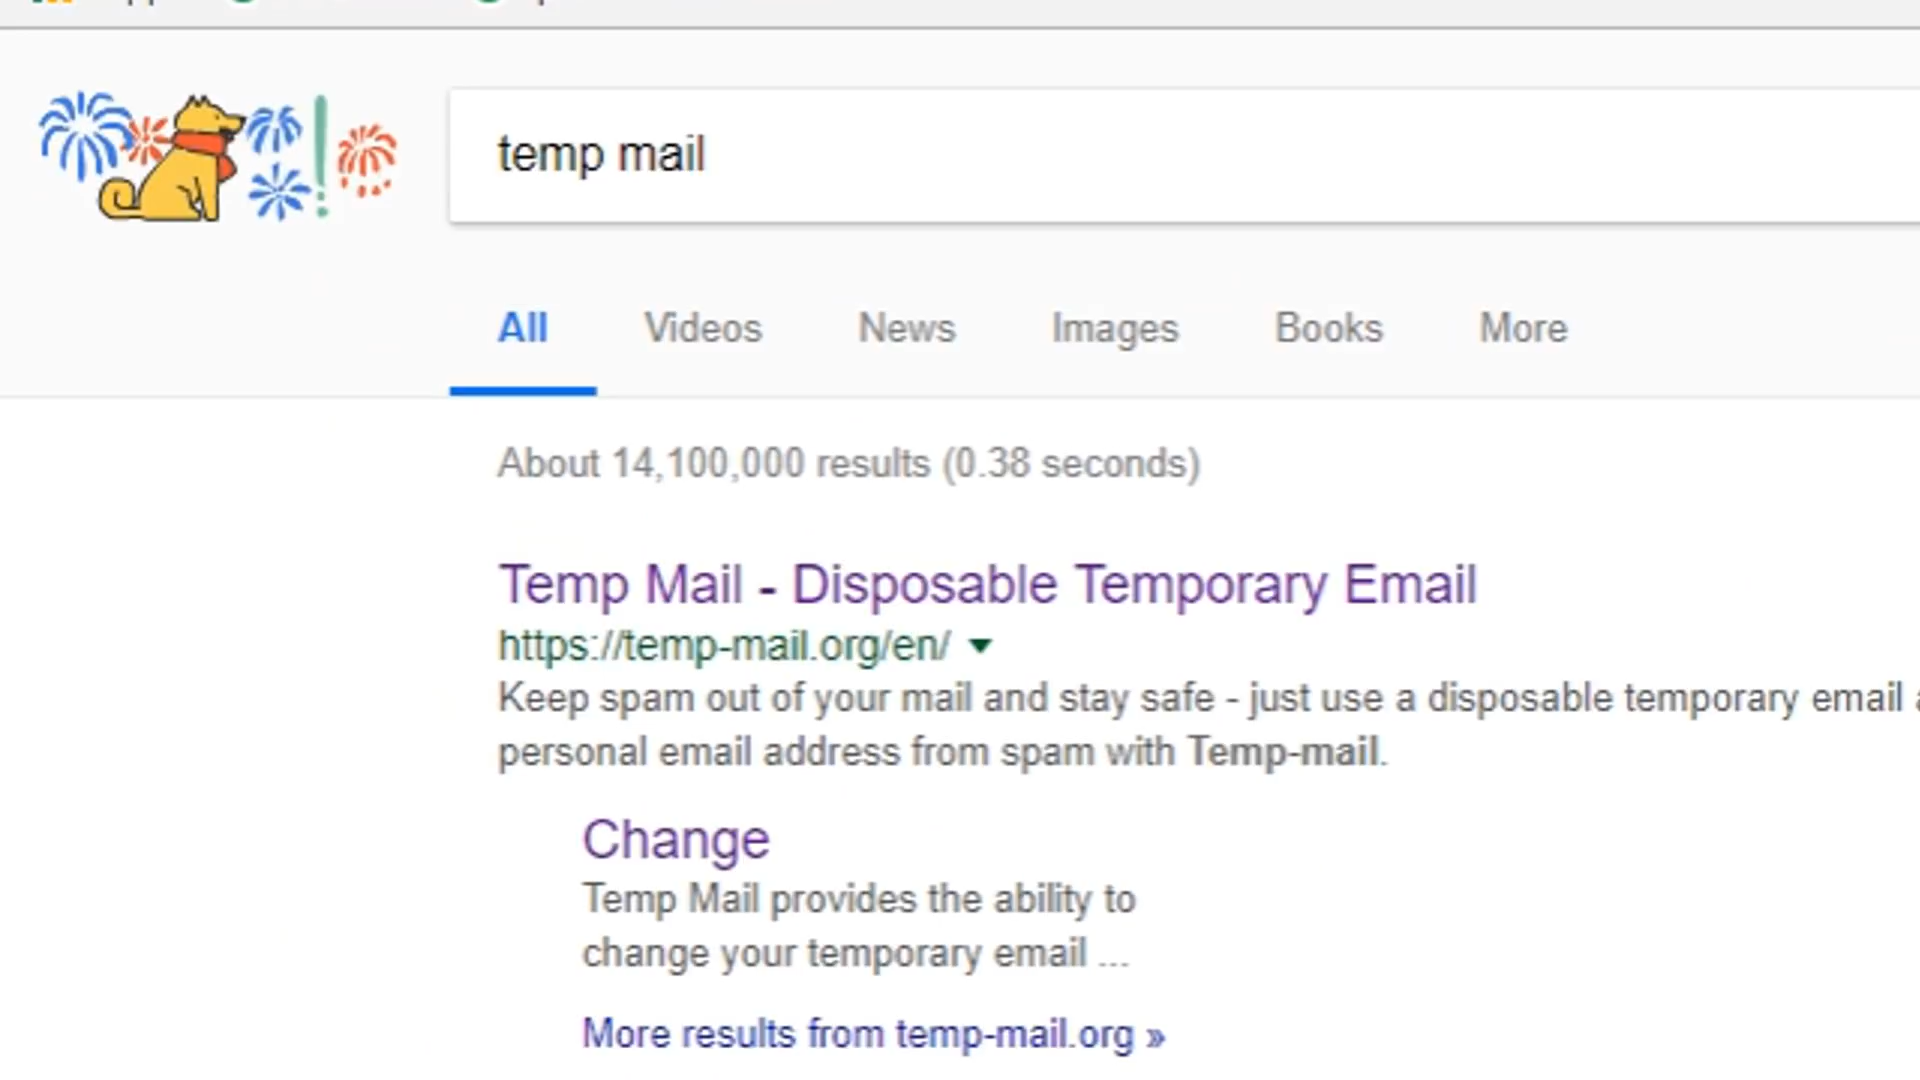 temp mail
All Videos News Images Books More
About 14,100,000 results (0.38 seconds)
Temp Mail - Disposable Temporary Email
https://temp-mail.org/en/
Keep spam out of your mail and stay safe - just use a disposable temporary email
personal email address from spam with Temp-mail.
Change
Temp Mail provides the ability to
change your temporary email ...
More results from temp-mail.org »